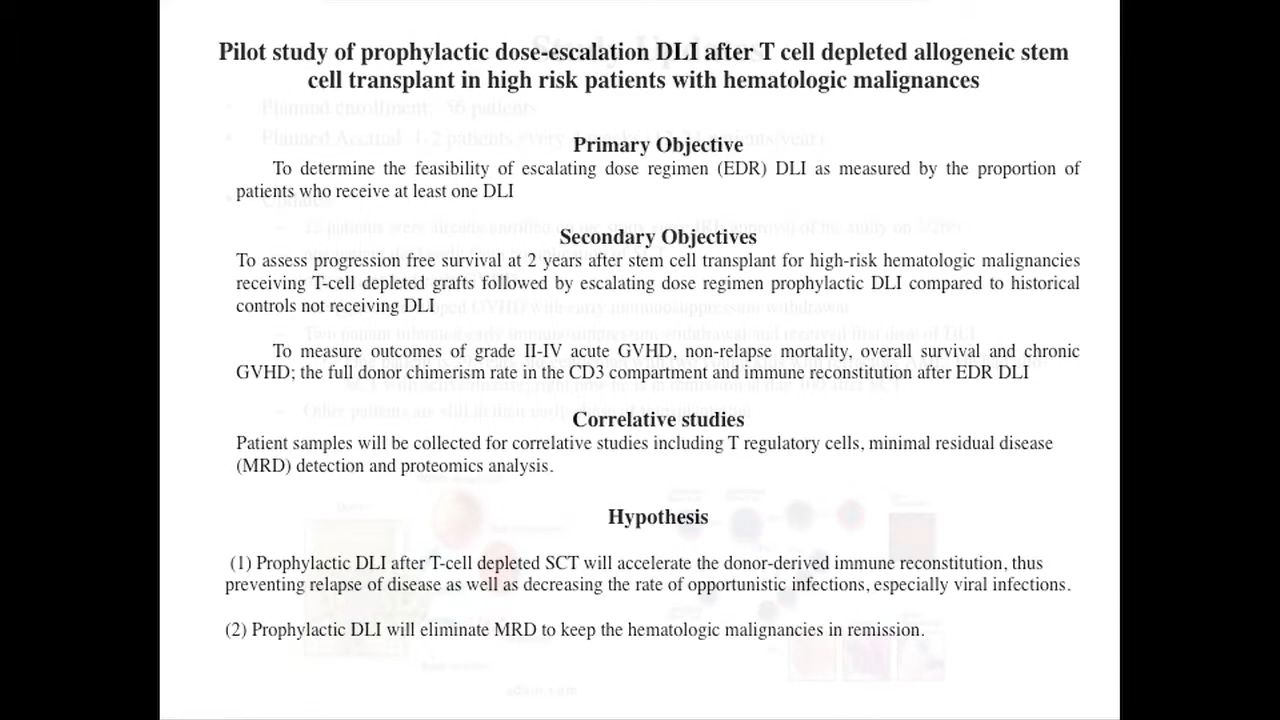 Pilot study of prophylactic dose-escalation DLI after T cell depleted allogeneic stem
cell transplant in high risk patients with hematologic malignances
Planned enrollment: 36 patients
Primary Objective
To determine the feasibility of escalating dose regimen (EDR) DLI as measured by the proportion of
patients who receive at least one DLI
Secondary Objectives
To assess progression free survival at 2 years after stem cell transplant for high-risk hematologic malignancies
receiving T-cell depleted grafts followed by escalating dose regimen prophylactic DLI compared to historical
controls not receiving DLI
To measure outcomes of grade II-IV acute GVHD, non-relapse mortality, overall survival and chronic
GVHD; the full donor chimerism rate in the CD3 compartment and immune reconstitution after EDR DLI
Correlative studies
Patient samples will be collected for correlative studies including T regulatory cells, minimal residual disease
(MRD) detection and proteomics analysis.
Hypothesis
(1) Prophylactic DLI after T-cell depleted SCT will accelerate the donor-derived immune reconstitution, thus
preventing relapse of disease as well as decreasing the rate of opportunistic infections, especially viral infections.
(2) Prophylactic DLI will eliminate MRD to keep the hematologic malignancies in remission.